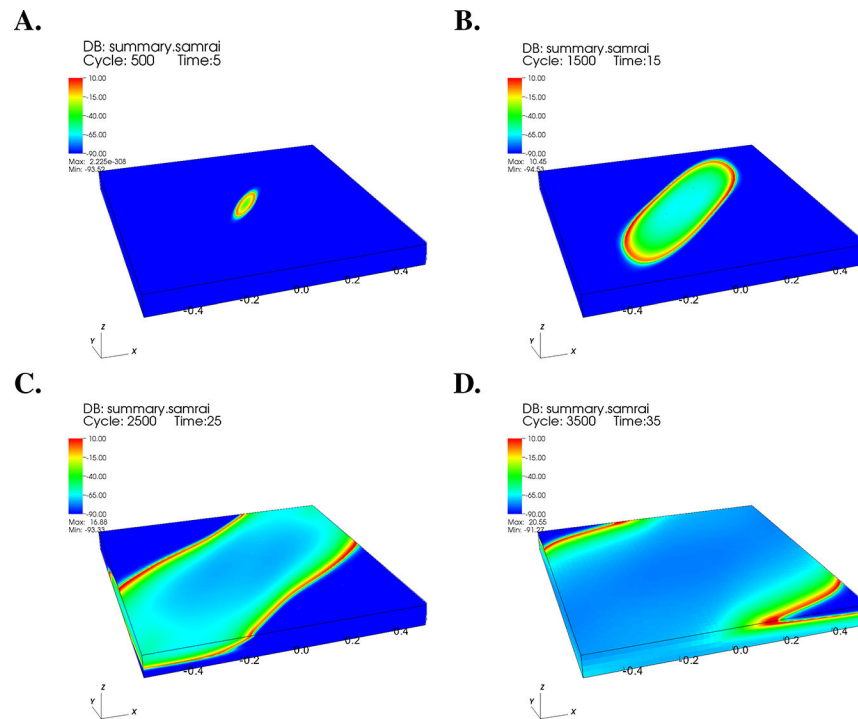 A.
DB: summary.samrai
Cycle: 500 Time:5
10.00
-15.00
-40.00
-65.00
-90.00
Max: 2.225e-308
Min: -93.52
-0.4
-0.2
0.0
0.2
0.4
Z
Y
X
B.
DB: summary.samrai
Cycle: 1500 Time:15
10.00
-15.00
-40.00
-65.00
-90.00
Max: 10.45
Min: -94.53
-0.4
-0.2
0.0
0.2
0.4
Z
Y
X
C.
DB: summary.samrai
Cycle: 2500 Time:25
10.00
-15.00
-40.00
-65.00
-90.00
Max: 16.88
Min: -93.33
-0.4
-0.2
0.0
0.2
0.4
Z
Y
X
D.
DB: summary.samrai
Cycle: 3500 Time:35
10.00
-15.00
-40.00
-65.00
-90.00
Max: 20.55
Min: -91.27
-0.4
-0.2
0.0
0.2
0.4
Z
Y
X